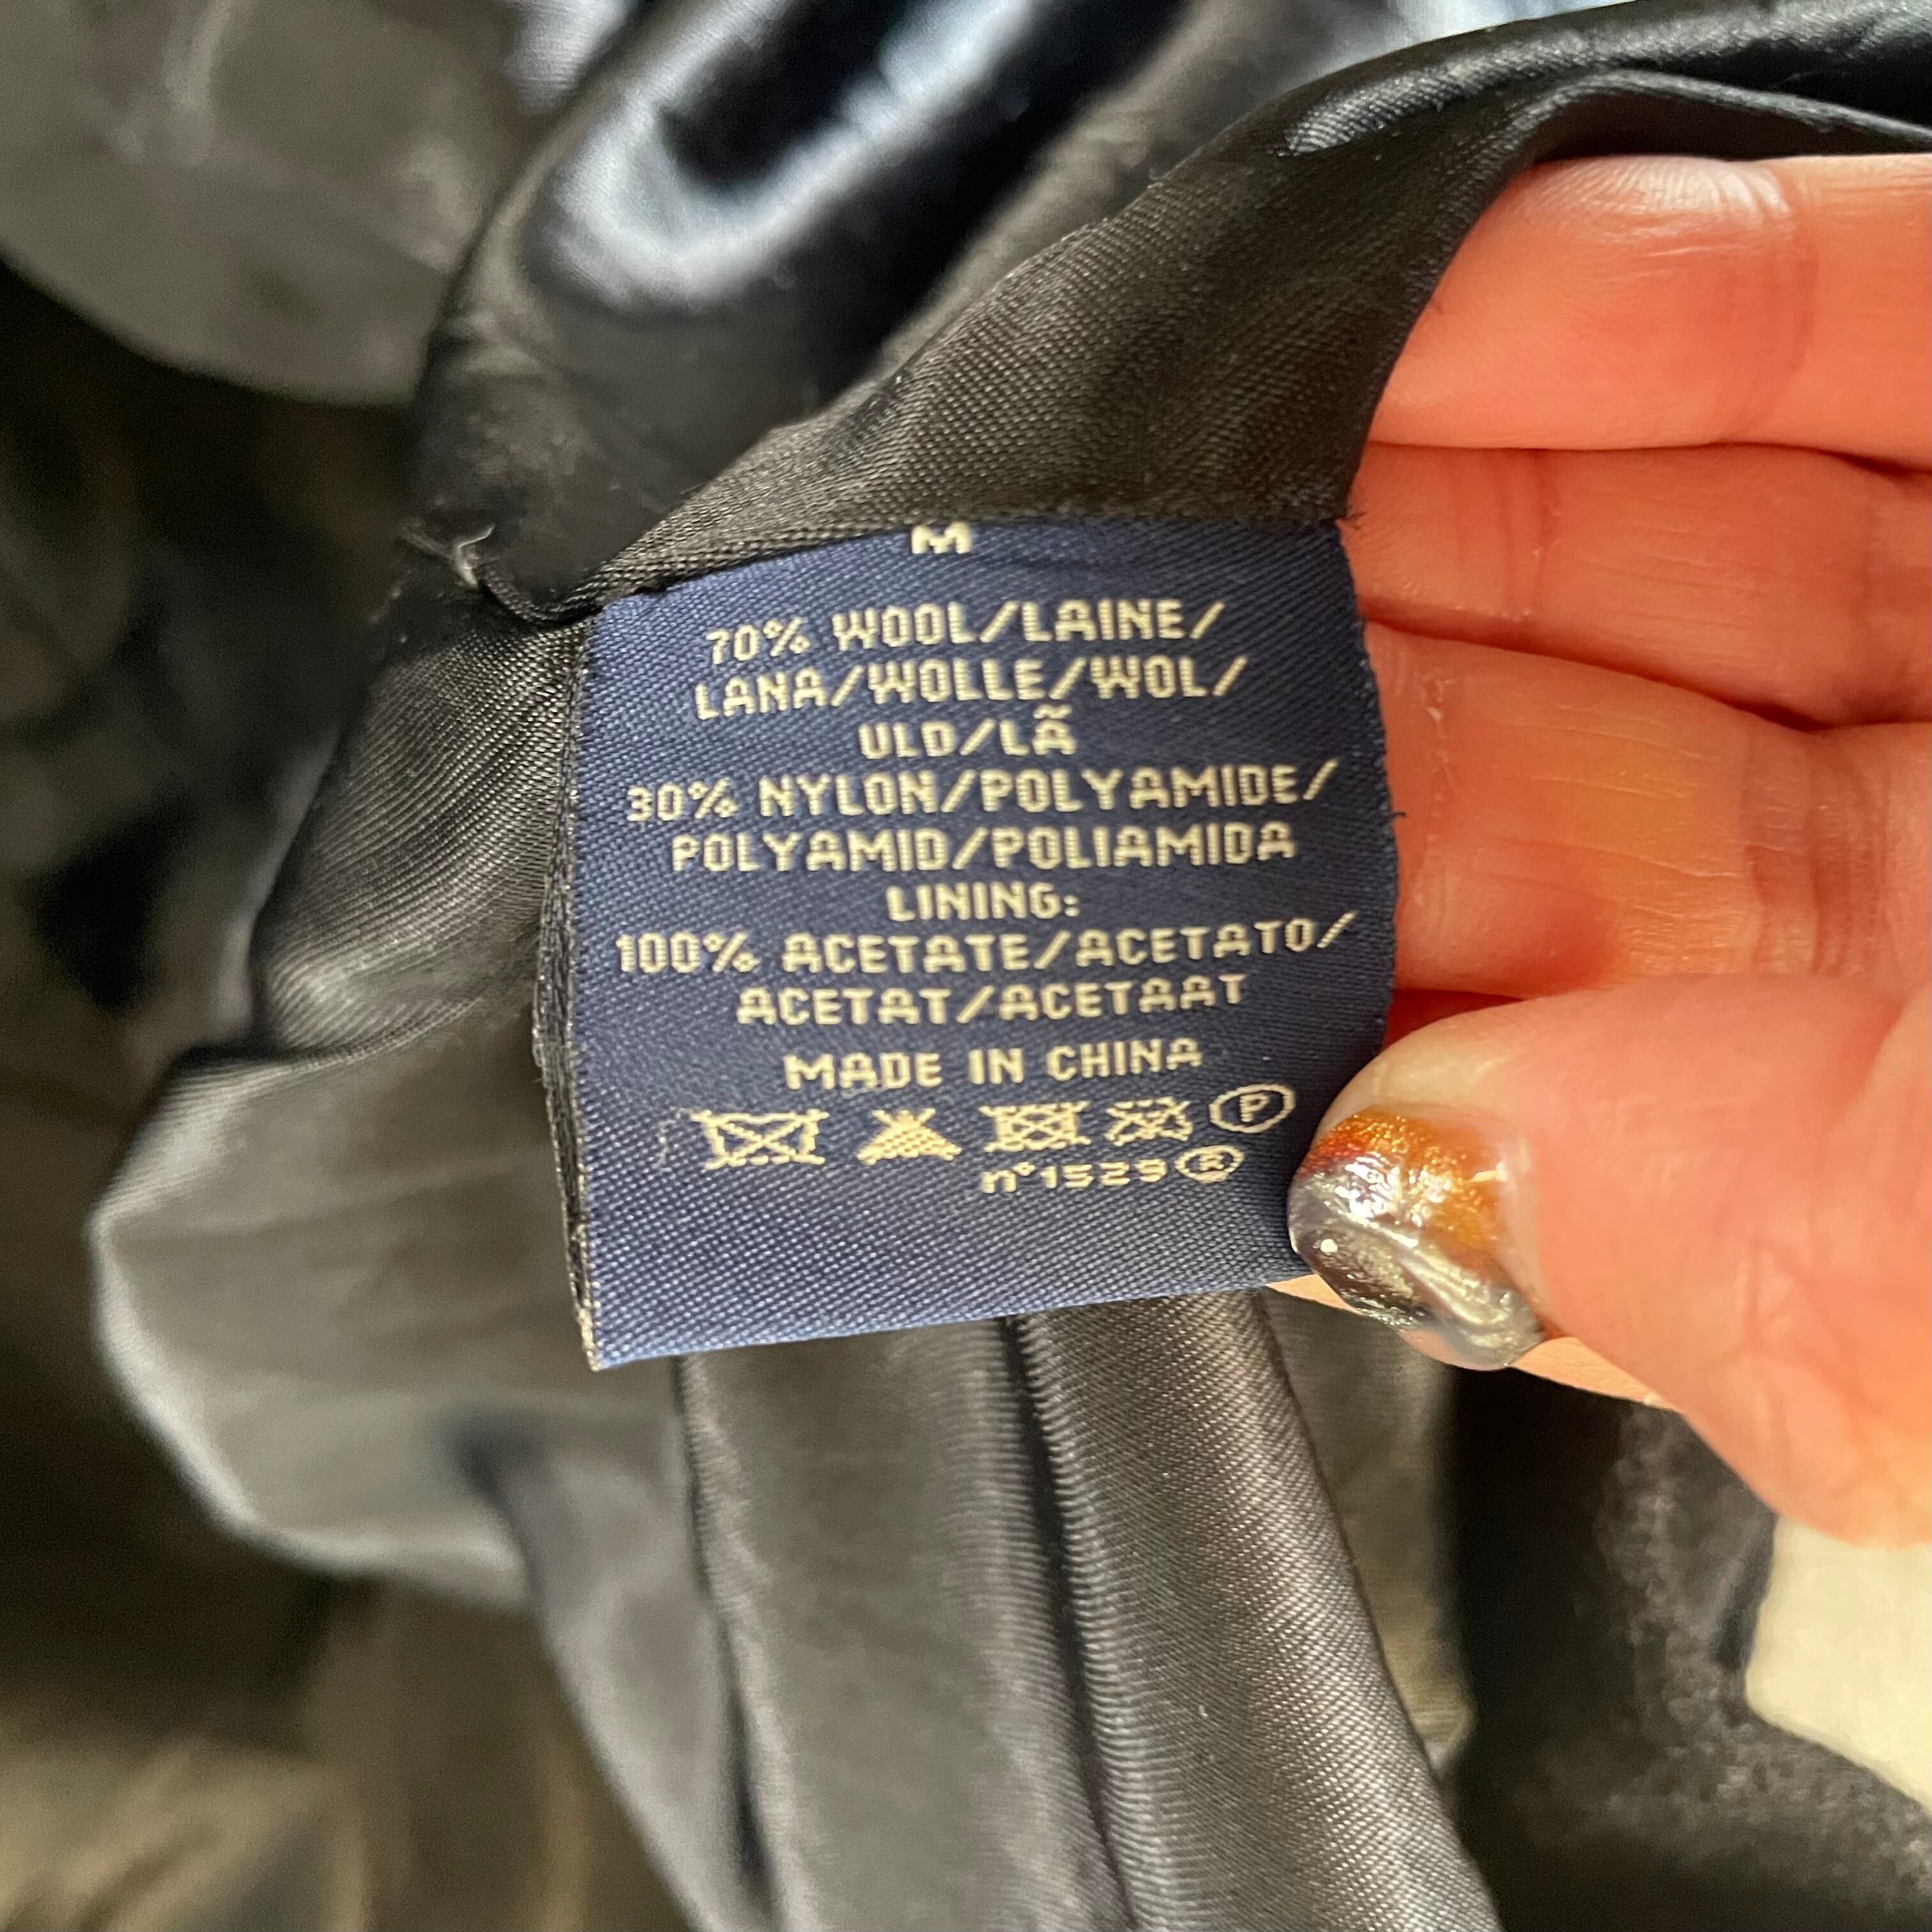 M
70% WOOL/LAINE/
LANA/WOLLE/WOL/
ULD/LÃ
30% NYLON/POLYAMIDE/
POLYAMID/POLIAMIDA
LINING:
100% ACETATE/ACETATO/
ACETAT/ACETAAT
MADE IN CHINA
P
n°1529 ®